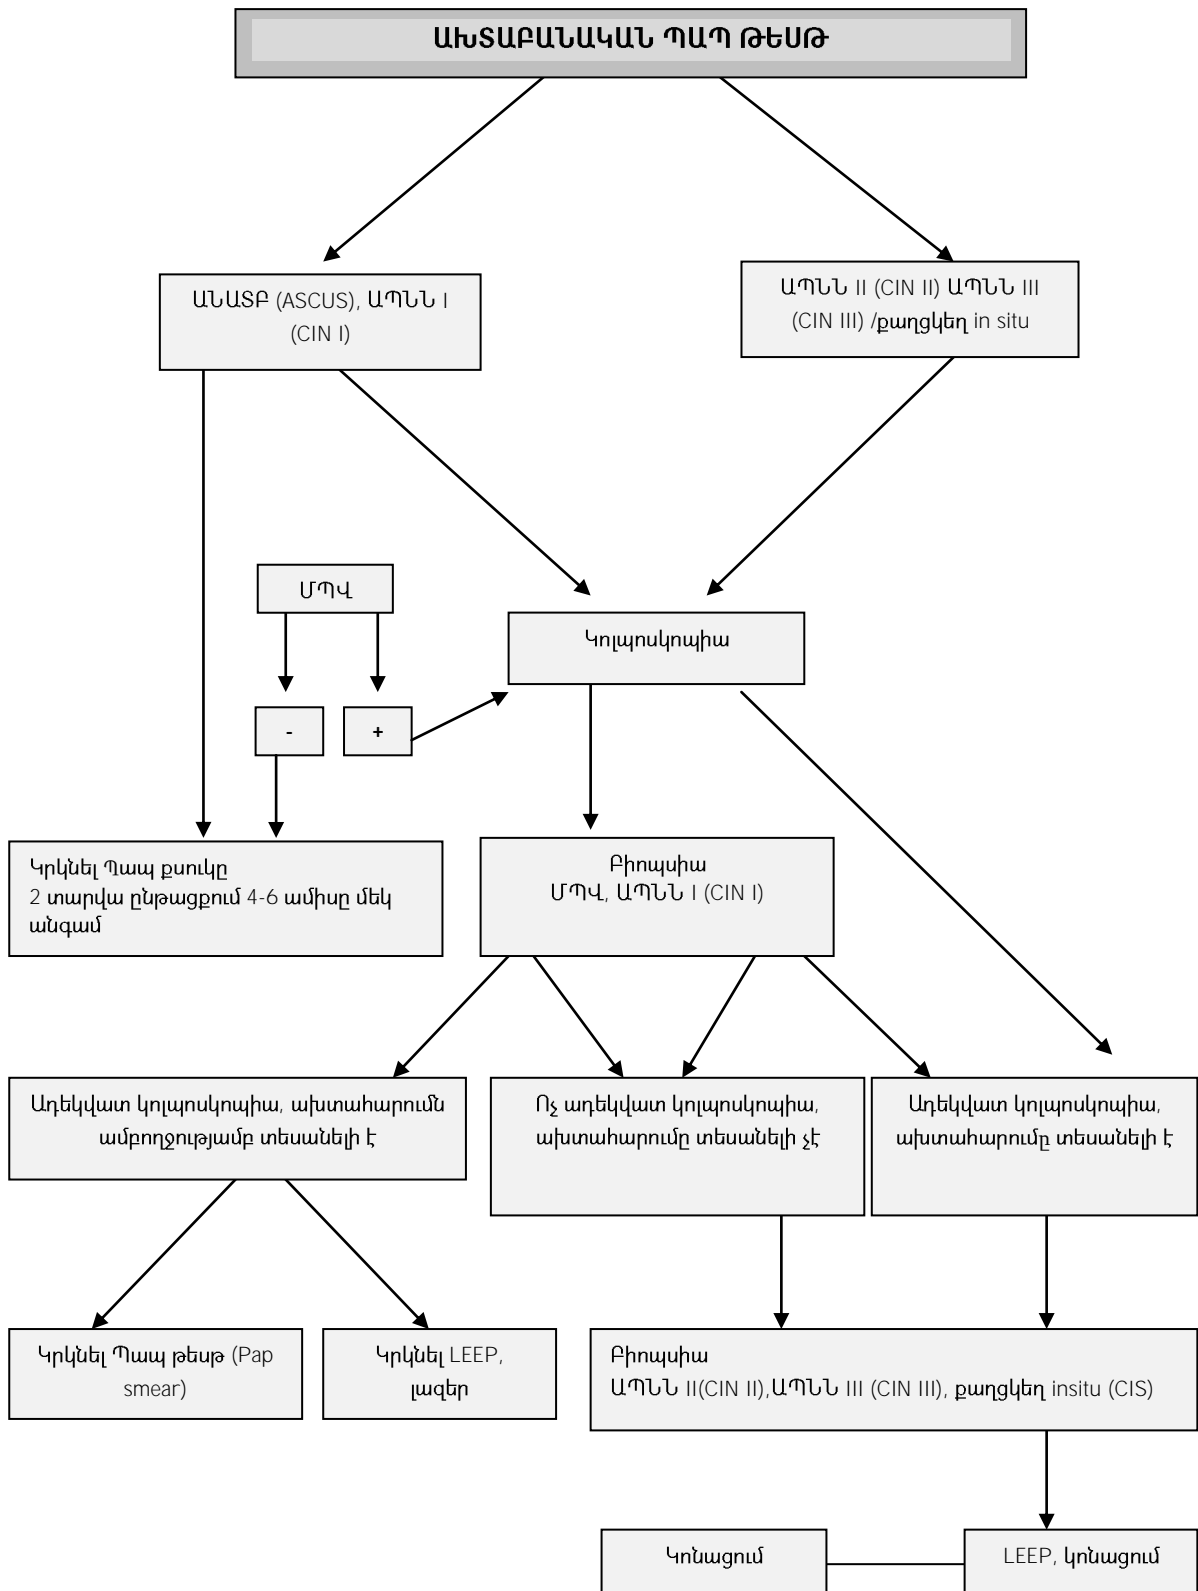 ԱԽՏԱԲԱՆԱԿԱՆ ՊԱՊ ԹԵՍԹ
ԱՆԱՏԲ (ASCUS), ԱՊՆՆ I
(CIN I)
ԱՊՆՆ II (CIN II) ԱՊՆՆ III
(CIN III) /քաղցկեղ in situ
ՄՊՎ
Կոլպոսկոպիա
-
+
Կրկնել Պապ քսուկը
2 տարվա ընթացքում 4-6 ամիսը մեկ
անգամ
Բիոպսիա
ՄՊՎ, ԱՊՆՆ I (CIN I)
Ադեկվատ կոլպոսկոպիա, ախտահարումն
ամբողջությամբ տեսանելի է
Ոչ ադեկվատ կոլպոսկոպիա,
ախտահարումը տեսանելի չէ
Ադեկվատ կոլպոսկոպիա,
ախտահարումը տեսանելի է
Կրկնել Պապ թեստ (Pap
smear)
Կրկնել LEEP,
լազեր
Բիոպսիա
ԱՊՆՆ II(CIN II),ԱՊՆՆ III (CIN III), քաղցկեղ insitu (CIS)
Կոնացում
LEEP, կոնացում